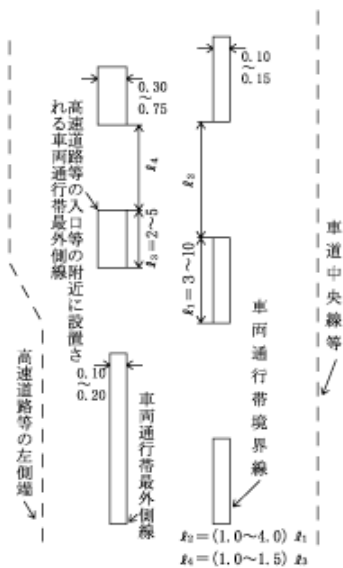 0.30
～
0.75
0.10
～
0.15
高速道路等の入口等の附近に設置さ
れる車両通行帯最外側線
ℓ₄
ℓ₂
ℓ₃＝2～5
ℓ₁＝3～10
車道中央線等
車両通行帯境界線
0.10
～
0.20
車両通行帯最外側線
高速道路等の左側端
ℓ₂＝(1.0～4.0) ℓ₁
ℓ₄＝(1.0～1.5) ℓ₃